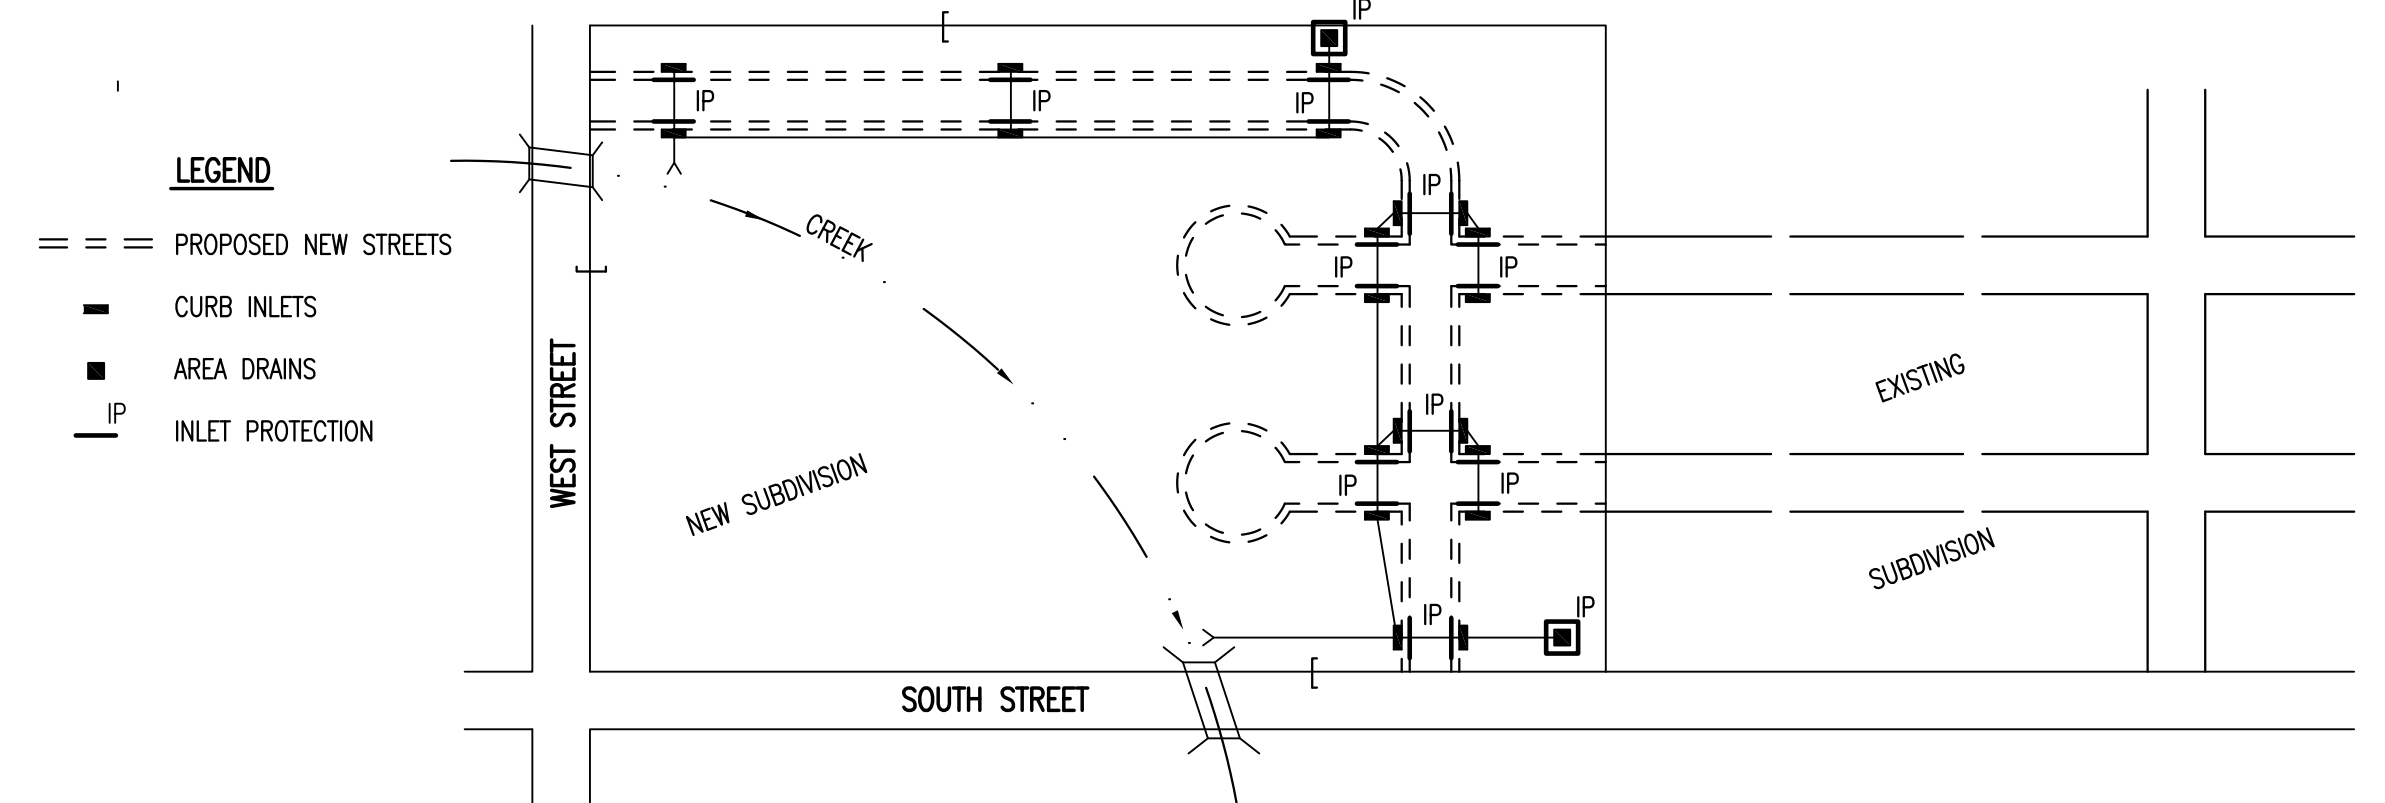 IP
IP
IP
IP
LEGEND
PROPOSED NEW STREETS
CURB INLETS
AREA DRAINS
IP
INLET PROTECTION
WEST STREET
CREEK
NEW SUBDIVISION
IP
IP
IP
IP
IP
IP
IP
IP
EXISTING
SUBDIVISION
SOUTH STREET